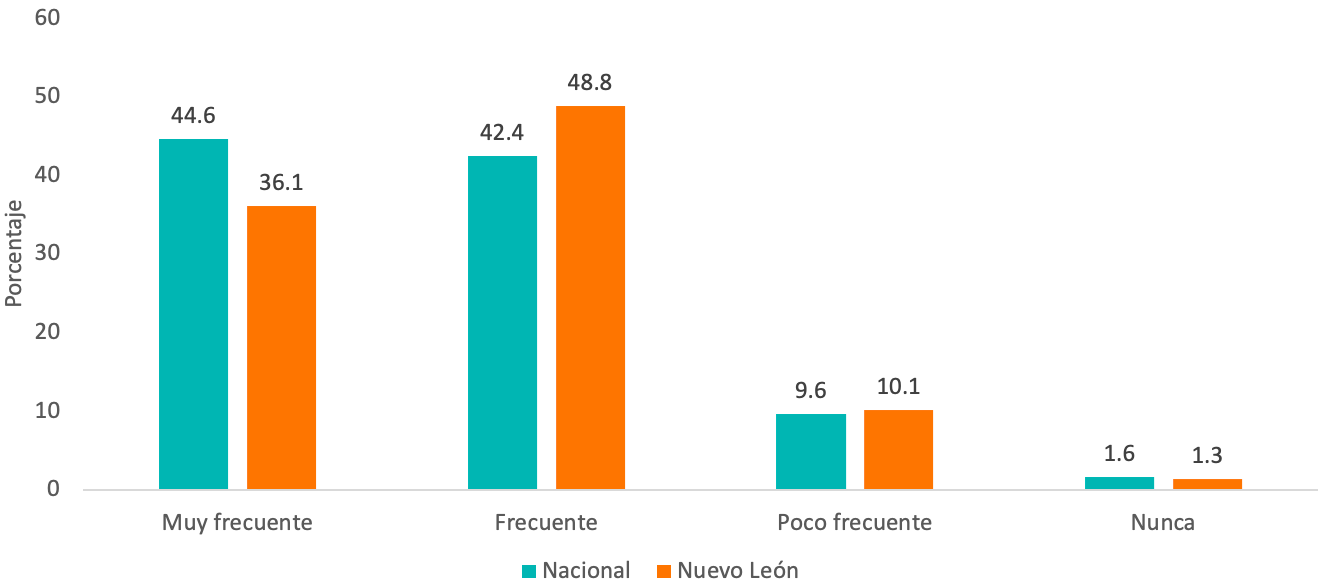 Porcentaje
60
50
40
30
20
10
0
44.6
36.1
42.4
48.8
9.6
10.1
1.6
1.3
Muy frecuente
Frecuente
Poco frecuente
Nunca
Nacional
Nuevo León